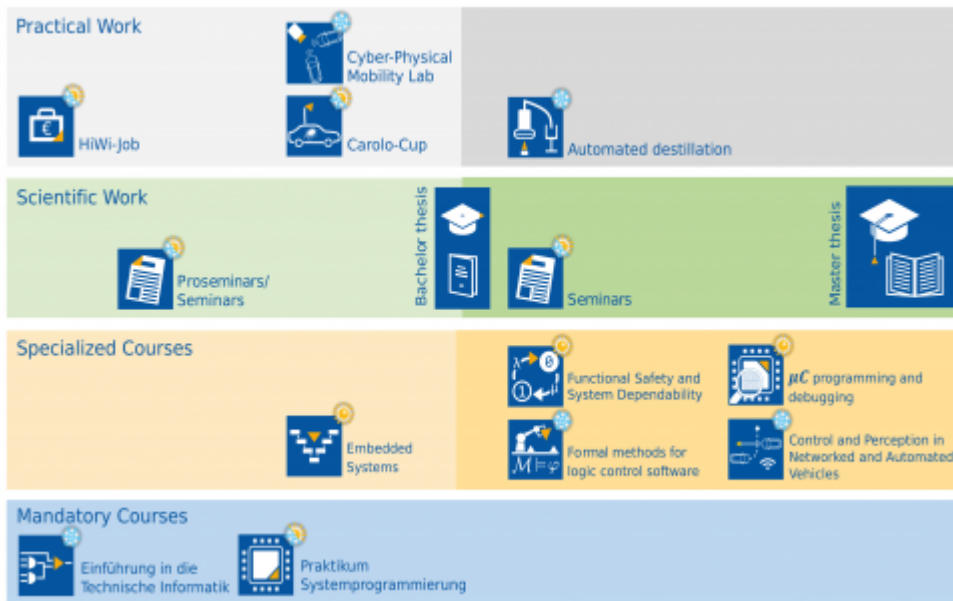 Practical Work
Cyber-Physical
Mobility Lab
€
HiWi-Job
Carolo-Cup
Automated destillation
Scientific Work
Bachelor thesis
Master thesis
Proseminars/
Seminars
Seminars
Specialized Courses
λ 0
1
Functional Safety and
System Dependability
μC programming and
debugging
Embedded
Systems
M ⊨ φ
Formal methods for
logic control software
Control and Perception in
Networked and Automated
Vehicles
Mandatory Courses
Einführung in die
Technische Informatik
Praktikum
Systemprogrammierung